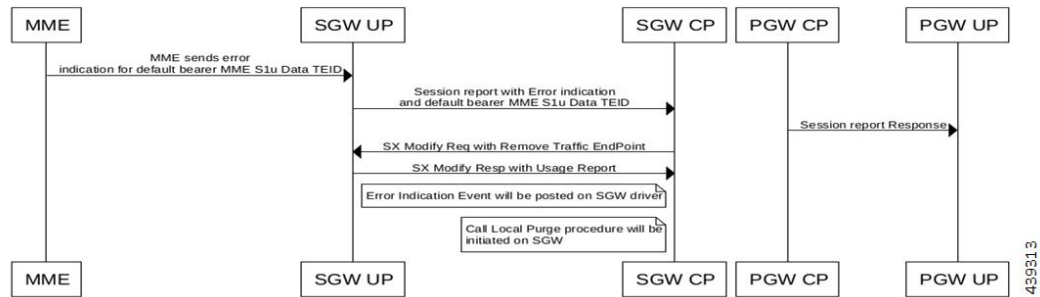 MME SGW UP SGW CP PGW CP PGW UP
MME sends error
indication for default bearer MME S1u Data TEID
Session report with Error indication
and default bearer MME S1u Data TEID
Session report Response
SX Modify Req with Remove Traffic EndPoint
SX Modify Resp with Usage Report
Error Indication Event will be posted on SGW driver
Call Local Purge procedure will be
initiated on SGW
MME SGW UP SGW CP PGW CP PGW UP
439313